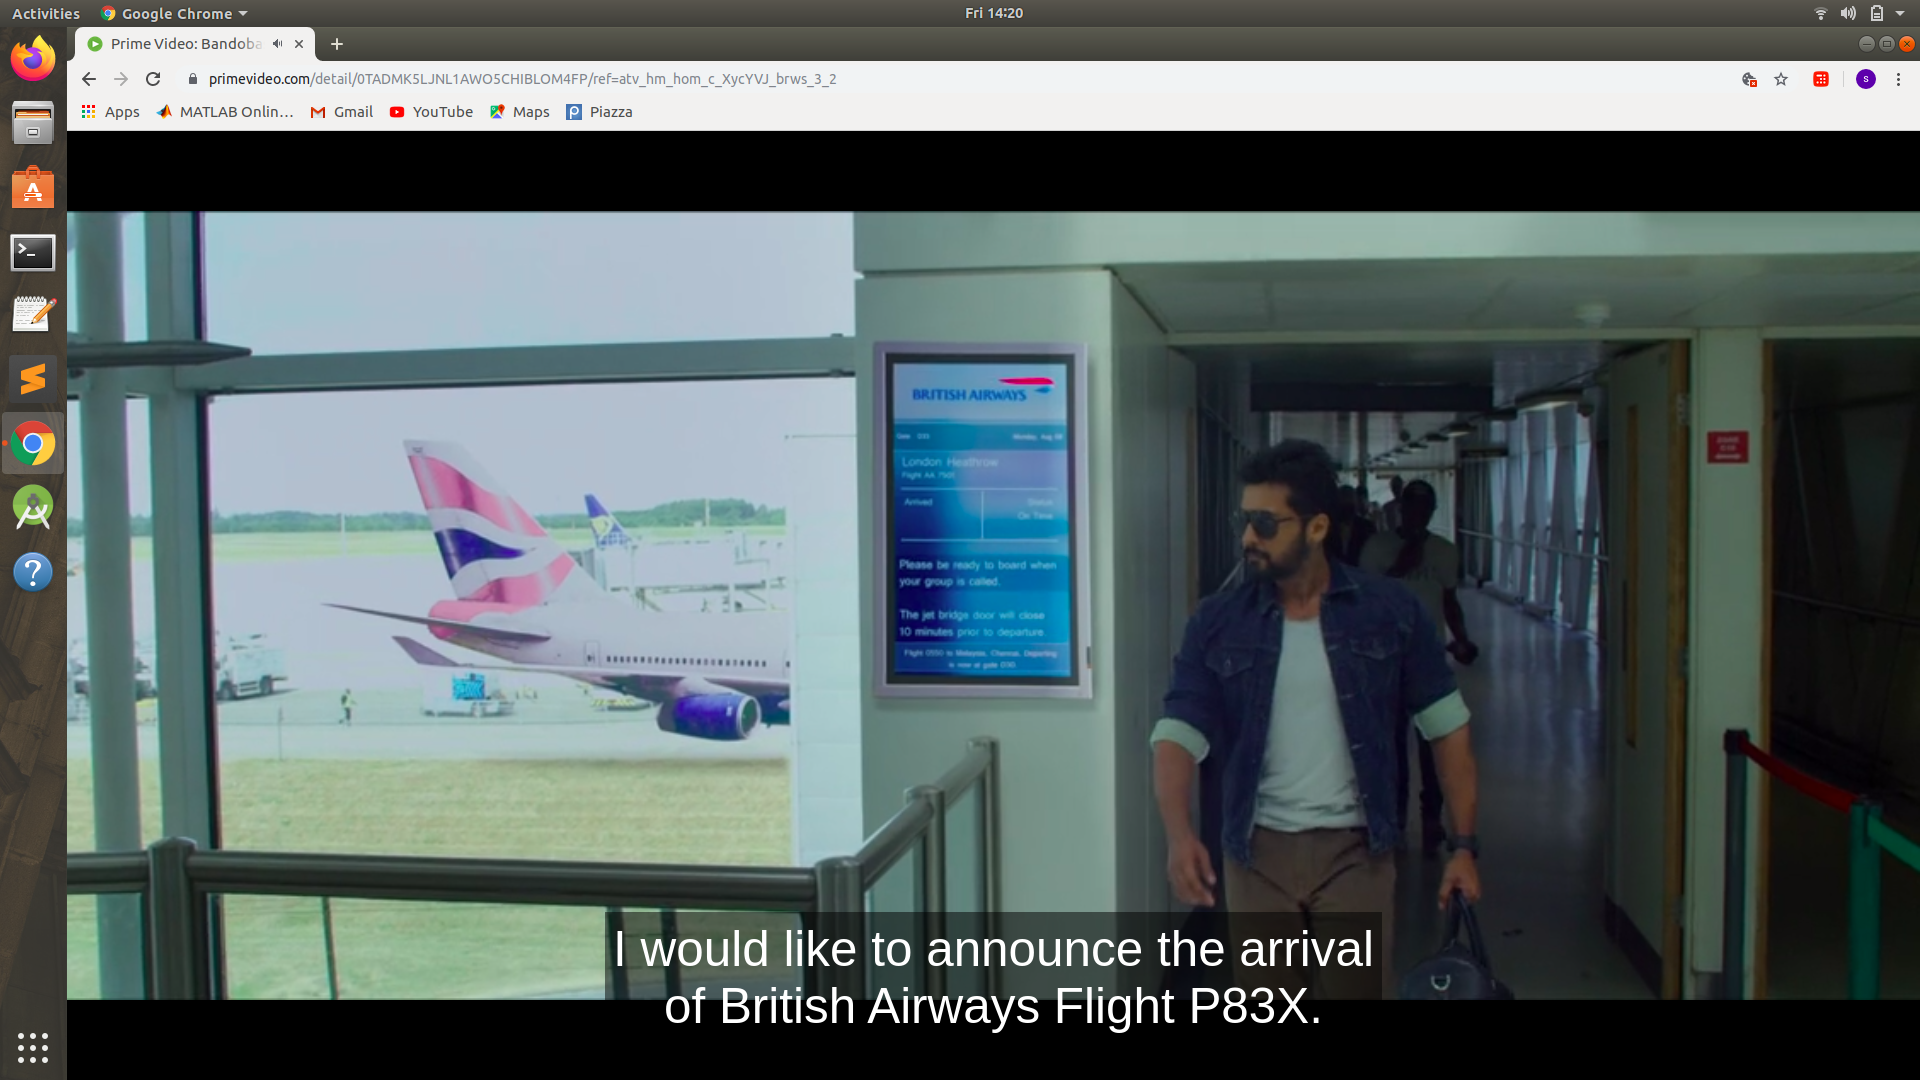 Activities
Google Chrome
Fri 14:20
Prime Video: Bandoba
primevideo.com/detail/0TADMK5LJNL1AWO5CHIBLOM4FP/ref=atv_hm_hom_c_XycYVJ_brws_3_2
S
Apps
MATLAB Onlin…
Gmail
YouTube
Maps
Piazza
BRITISH AIRWAYS
London Heathrow
Arrived
Status
On Time
Please be ready to board when
your group is called.
The jet bridge door will close
10 minutes prior to departure
I would like to announce the arrival
of British Airways Flight P83X.